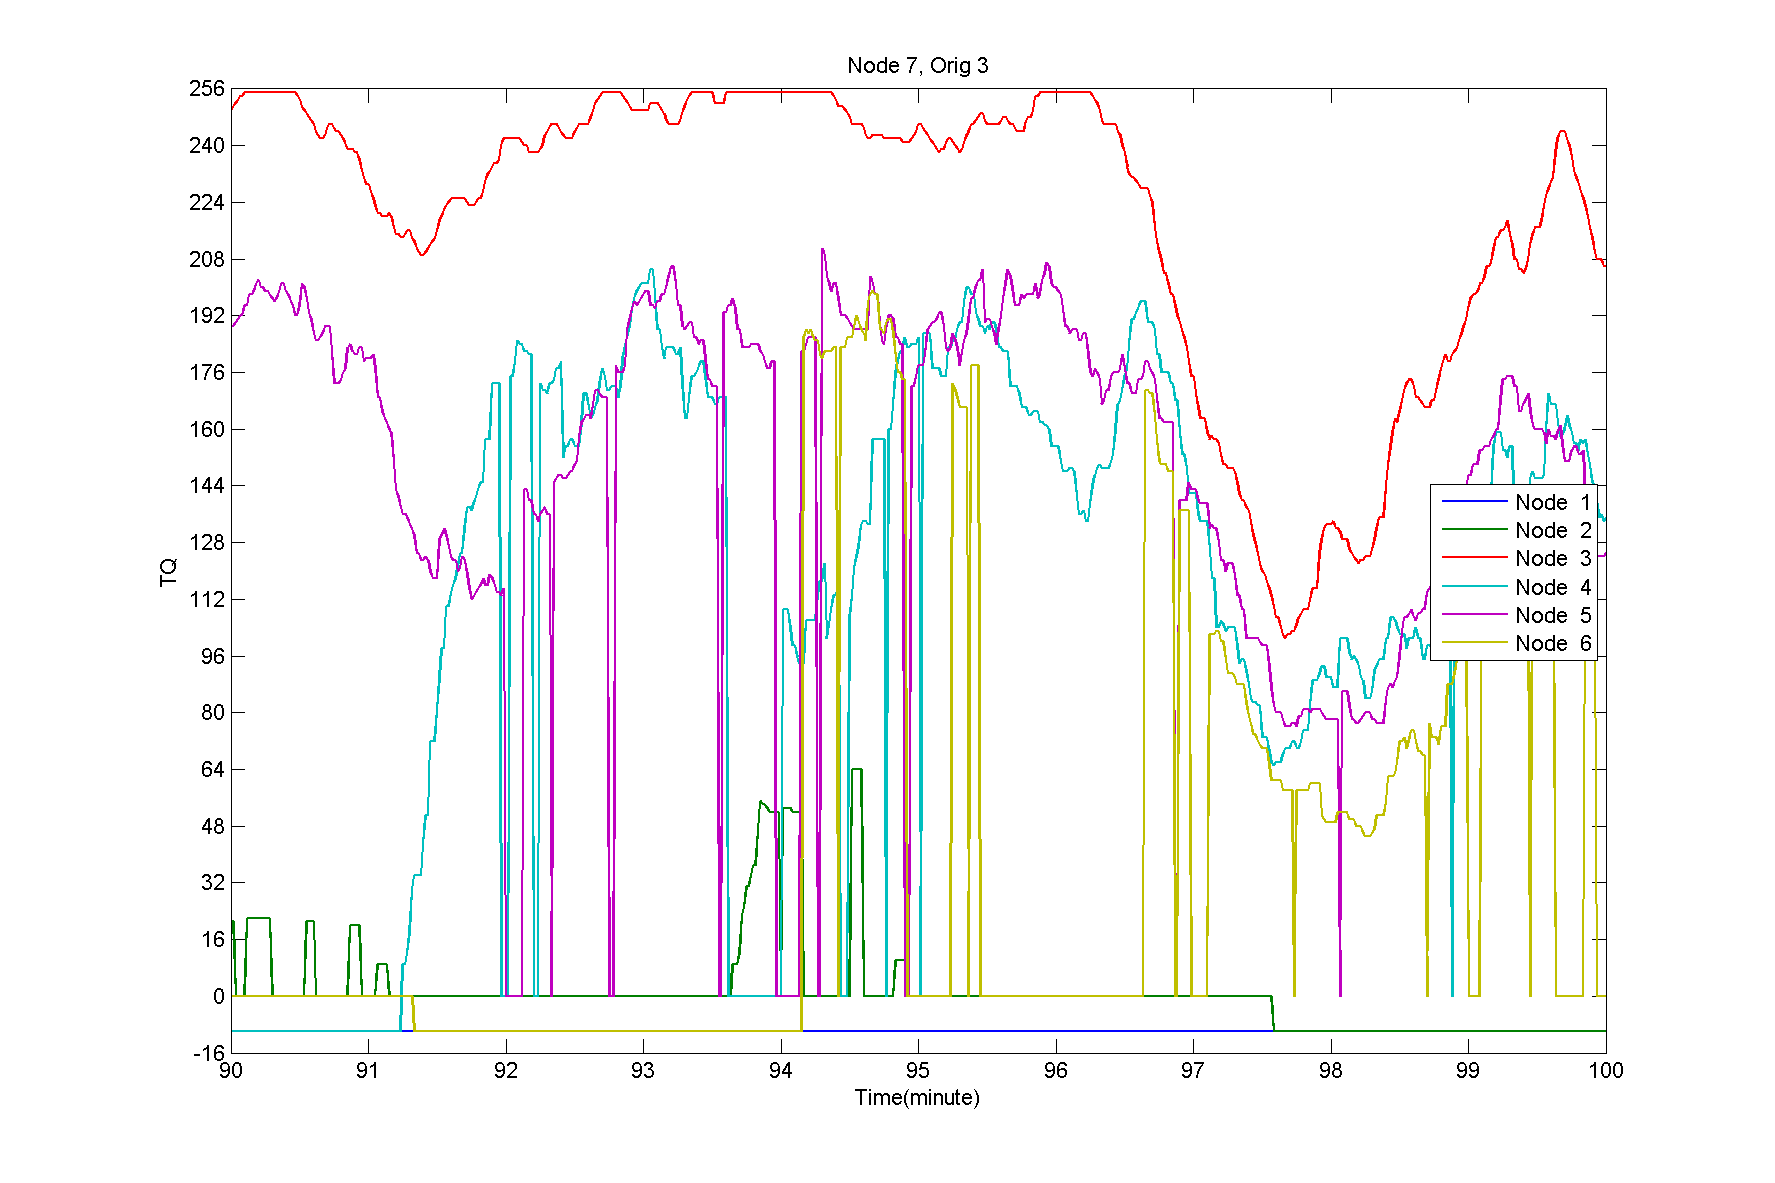 Node 7, Orig 3
256
240
224
208
192
176
160
144
128
112
96
80
64
48
32
16
0
-16
TQ
90 91 92 93 94 95 96 97 98 99 100
Time(minute)
Node 1
Node 2
Node 3
Node 4
Node 5
Node 6